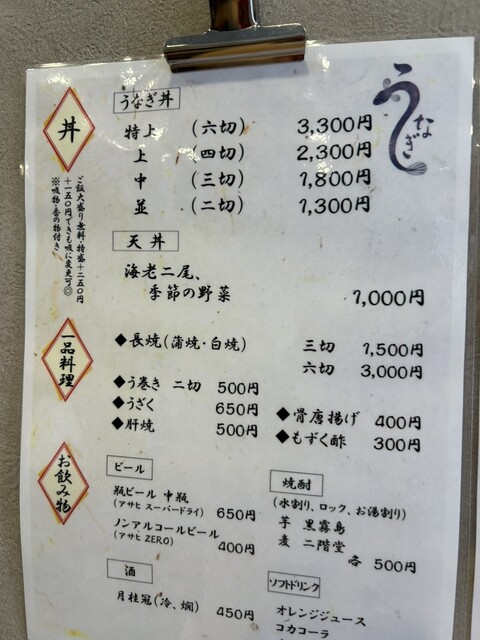 うなぎ
丼
うなぎ丼
特上 (六切) 3,300円
上 (四切) 2,300円
中 (三切) 1,800円
並 (二切) 1,300円
ご飯大盛り無料・特盛+二五〇円
+一五〇円できも吸に変更可◎
※吸物・香の物付き
天丼
海老二尾、
季節の野菜 1,000円
一品料理
◆長焼(蒲焼・白焼) 三切 1,500円
六切 3,000円
◆う巻き 二切 500円
◆うざく 650円
◆肝焼 500円
◆骨唐揚げ 400円
◆もずく酢 300円
お飲み物
ビール
瓶ビール 中瓶
(アサヒ スーパードライ) 650円
ノンアルコールビール
(アサヒ ZERO) 400円
酒
月桂冠(冷、燗) 450円
焼酎
(水割り、ロック、お湯割り)
芋 黒霧島
麦 二階堂
各 500円
ソフトドリンク
オレンジジュース
コカコーラ